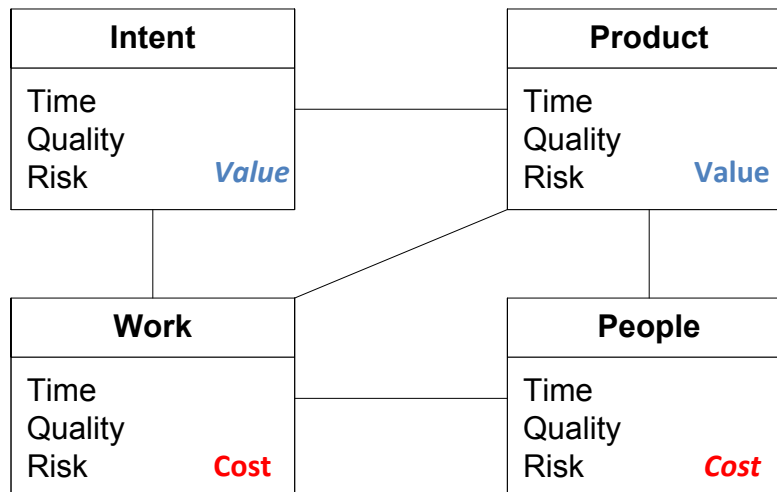 Intent
Time
Quality
Risk Value
Product
Time
Quality
Risk Value
Work
Time
Quality
Risk Cost
People
Time
Quality
Risk Cost